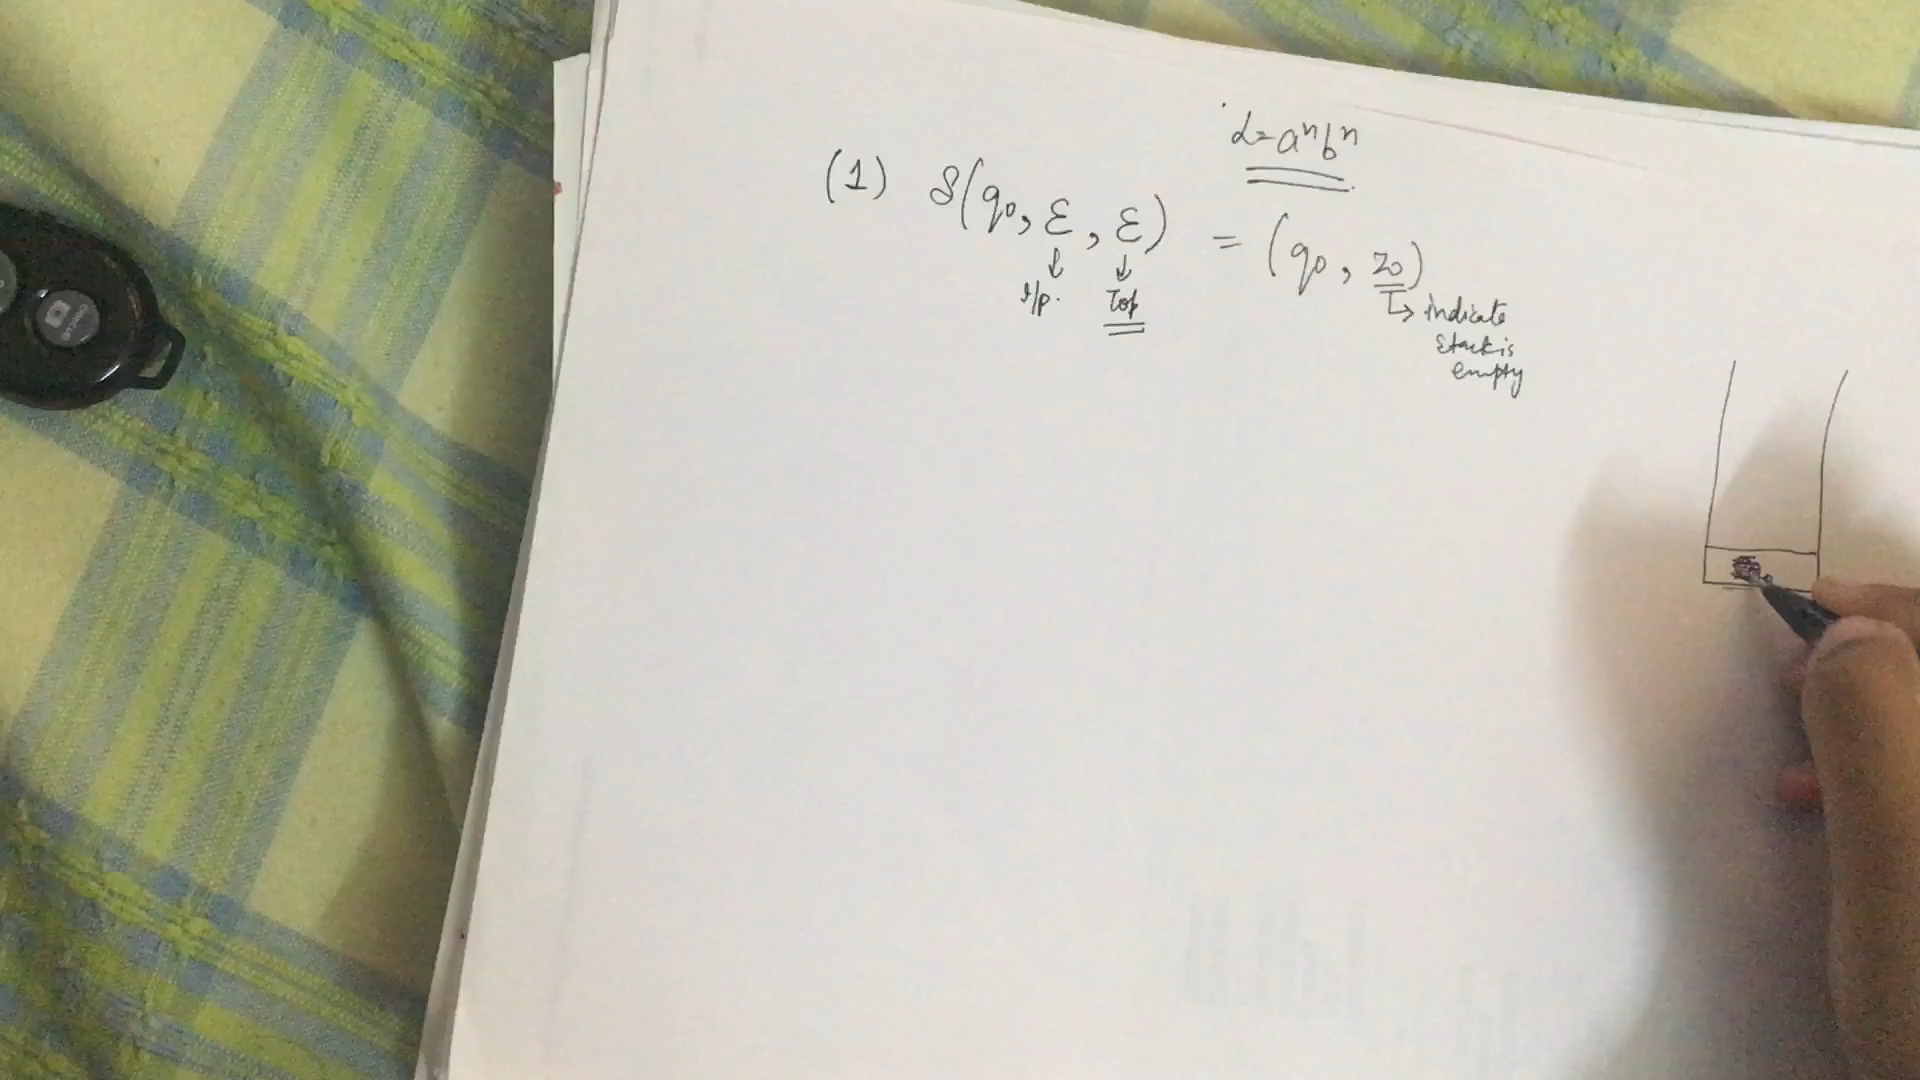 L = aⁿbⁿ
(1) δ(q0, ε, ε) = (q0, z0)
↓ ↓ ↳ indicate
I/p. Top stack is
empty